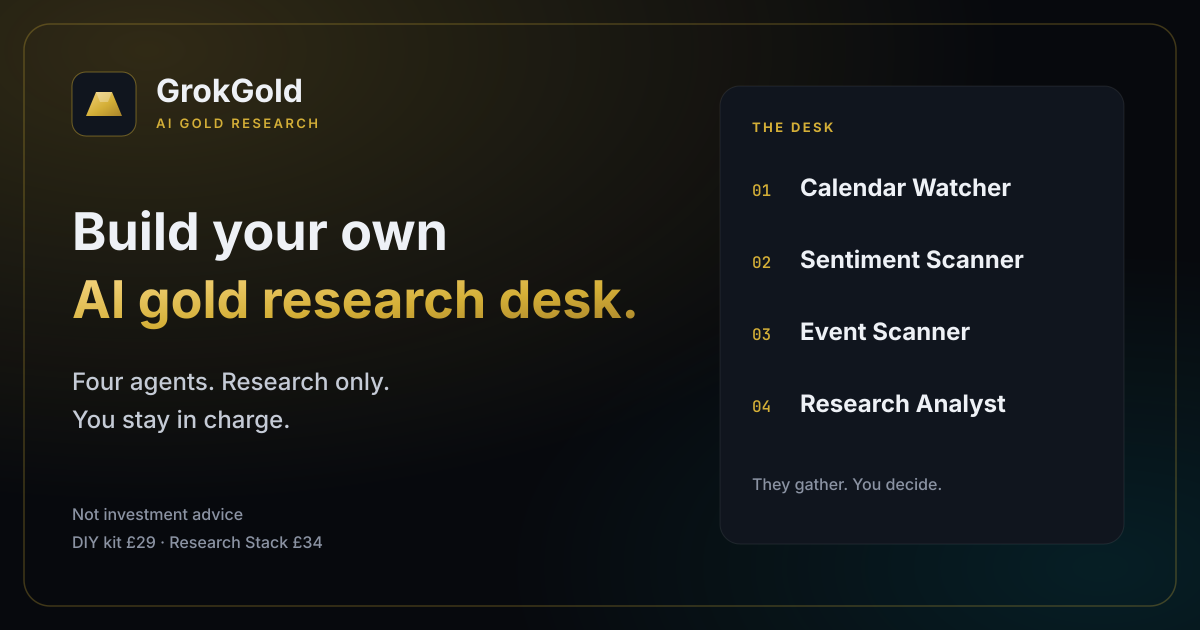 GrokGold
AI GOLD RESEARCH
Build your own
AI gold research desk.
Four agents. Research only.
You stay in charge.
Not investment advice
DIY kit £29 · Research Stack £34
THE DESK
01 Calendar Watcher
02 Sentiment Scanner
03 Event Scanner
04 Research Analyst
They gather. You decide.